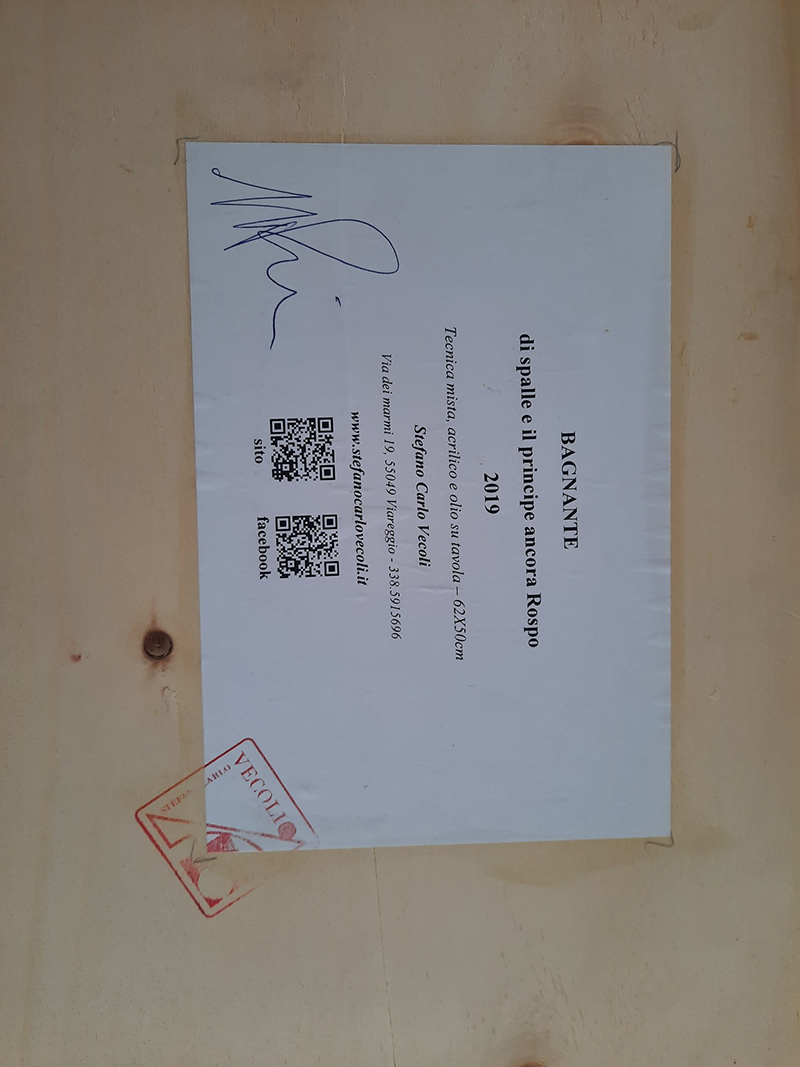 BAGNANTE
di spalle e il principe ancora Rospo
2019
Tecnica mista, acrilico e olio su tavola – 62X50cm
Stefano Carlo Vecoli
Via dei marmi 19, 55049 Viareggio - 338.5915696
www.stefanocarlovecoli.it
sito
facebook
VECOLI